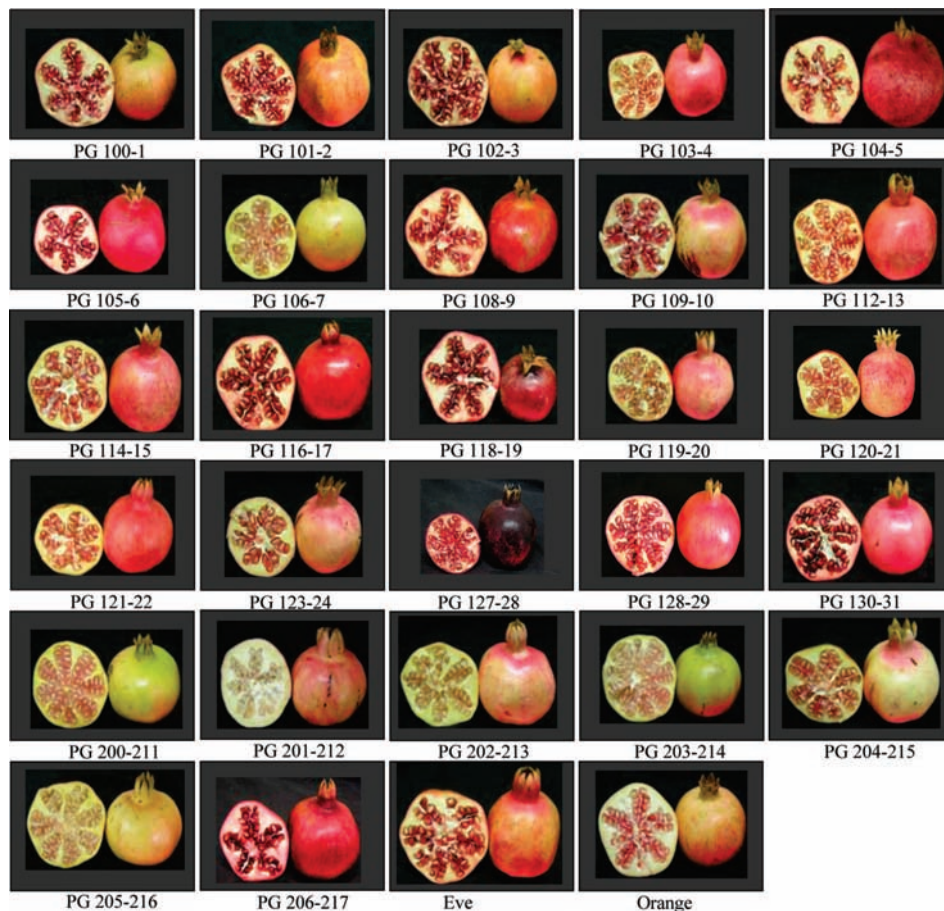 PG 100-1
PG 101-2
PG 102-3
PG 103-4
PG 104-5
PG 105-6
PG 106-7
PG 108-9
PG 109-10
PG 112-13
PG 114-15
PG 116-17
PG 118-19
PG 119-20
PG 120-21
PG 121-22
PG 123-24
PG 127-28
PG 128-29
PG 130-31
PG 200-211
PG 201-212
PG 202-213
PG 203-214
PG 204-215
PG 205-216
PG 206-217
Eve
Orange